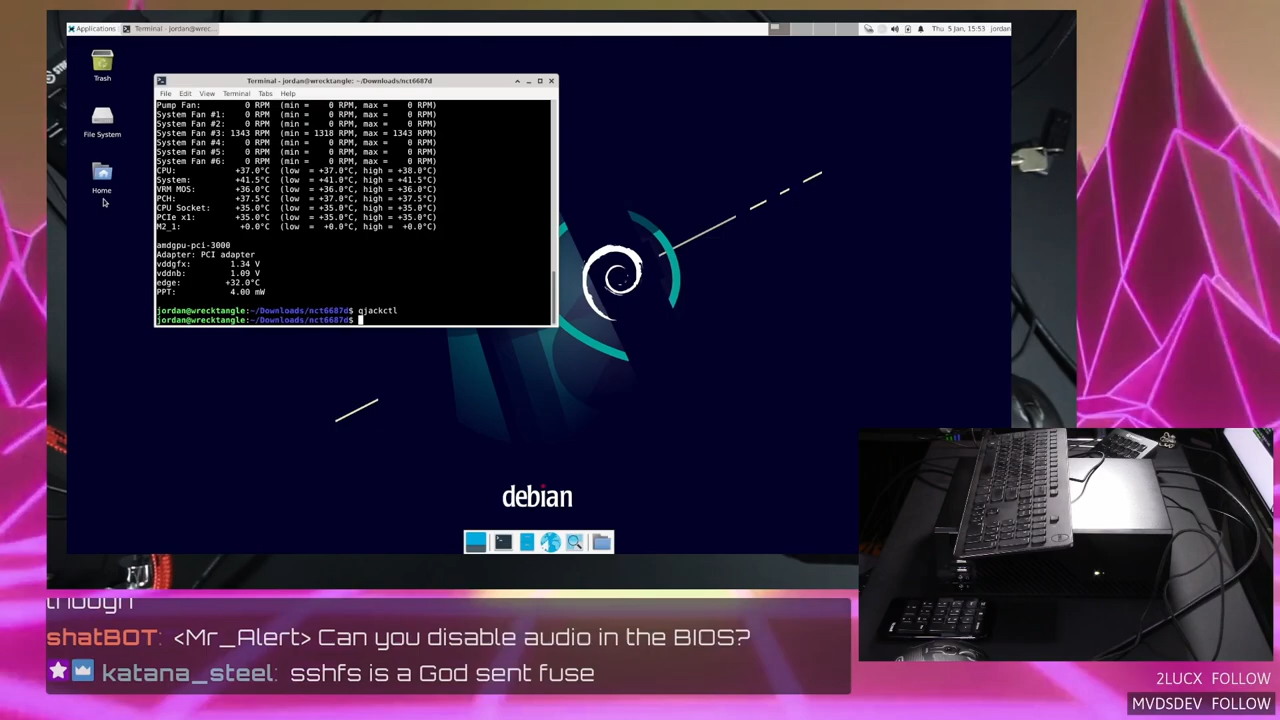 Applications
Terminal - jordan@wrec...
Thu 5 Jan, 15:53
jordan
Trash
File System
Home
Terminal - jordan@wrecktangle: ~/Downloads/nct6687d
File Edit View Terminal Tabs Help
Pump Fan: 0 RPM (min = 0 RPM, max = 0 RPM)
System Fan #1: 0 RPM (min = 0 RPM, max = 0 RPM)
System Fan #2: 0 RPM (min = 0 RPM, max = 0 RPM)
System Fan #3: 1343 RPM (min = 1318 RPM, max = 1343 RPM)
System Fan #4: 0 RPM (min = 0 RPM, max = 0 RPM)
System Fan #5: 0 RPM (min = 0 RPM, max = 0 RPM)
System Fan #6: 0 RPM (min = 0 RPM, max = 0 RPM)
CPU: +37.0°C (low = +37.0°C, high = +38.0°C)
System: +41.5°C (low = +41.0°C, high = +41.5°C)
VRM MOS: +36.0°C (low = +36.0°C, high = +36.0°C)
PCH: +37.5°C (low = +37.0°C, high = +37.5°C)
CPU Socket: +35.0°C (low = +35.0°C, high = +35.0°C)
PCIe x1: +35.0°C (low = +35.0°C, high = +35.0°C)
M2_1: +0.0°C (low = +0.0°C, high = +0.0°C)
amdgpu-pci-3000
Adapter: PCI adapter
vddgfx: 1.34 V
vddnb: 1.09 V
edge: +32.0°C
PPT: 4.00 mW
jordan@wrecktangle:~/Downloads/nct6687d$ qjackctl
jordan@wrecktangle:~/Downloads/nct6687d$
debian
though
shatBOT: <Mr_Alert> Can you disable audio in the BIOS?
katana_steel: sshfs is a God sent fuse
2LUCX FOLLOW
MVDSDEV FOLLOW